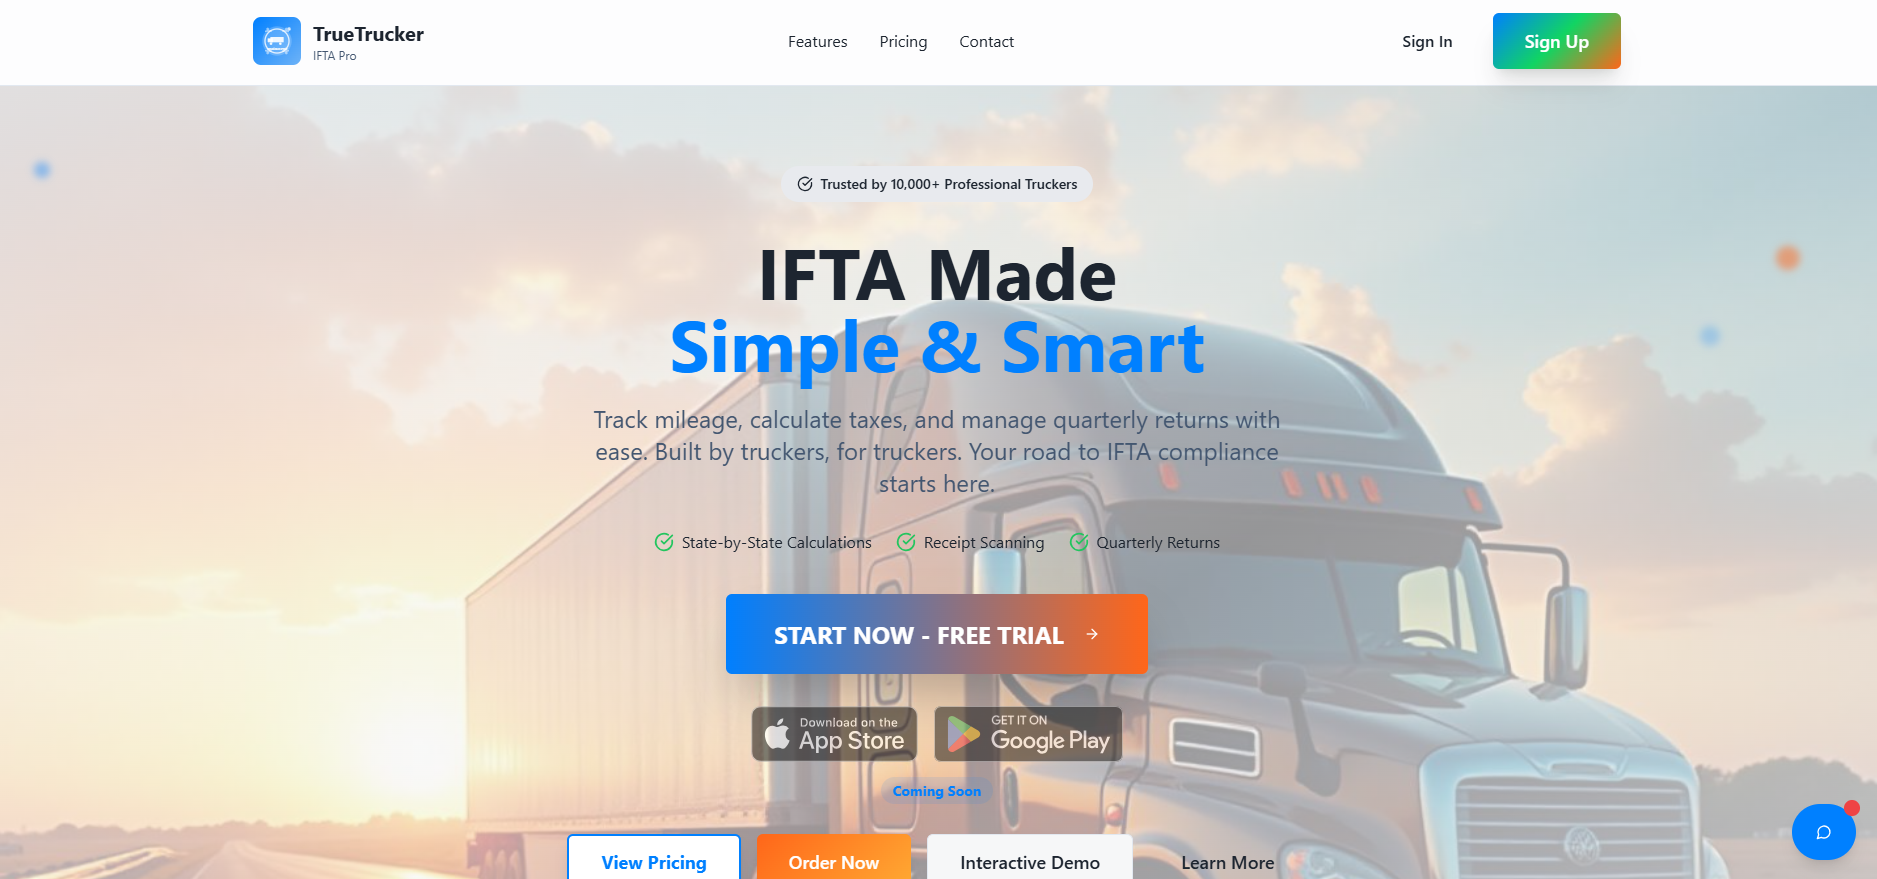 TrueTrucker
IFTA Pro
Features
Pricing
Contact
Sign In
Sign Up
Trusted by 10,000+ Professional Truckers
IFTA Made
Simple & Smart
Track mileage, calculate taxes, and manage quarterly returns with
ease. Built by truckers, for truckers. Your road to IFTA compliance
starts here.
State-by-State Calculations
Receipt Scanning
Quarterly Returns
START NOW - FREE TRIAL
Download on the
App Store
GET IT ON
Google Play
Coming Soon
View Pricing
Order Now
Interactive Demo
Learn More